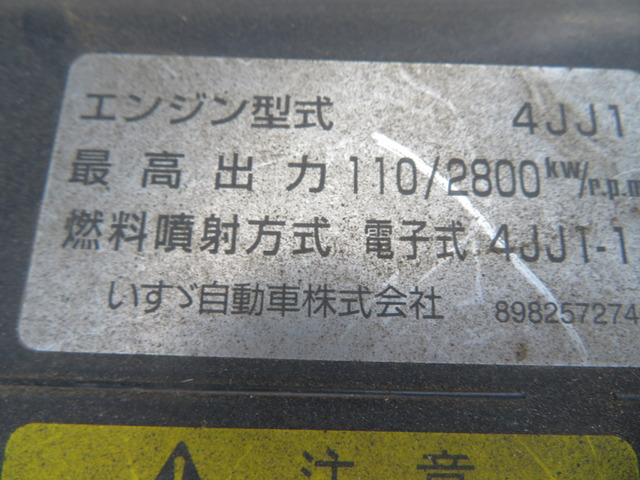 エンジン型式 4JJ1
最高出力 110/2800 kw/r.p.m
燃料噴射方式 電子式 4JJ1-1
いすゞ自動車株式会社 898257274
注意